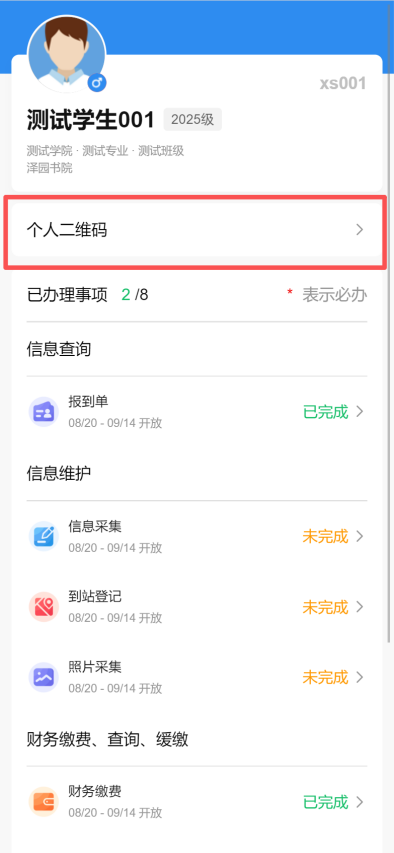 xs001
测试学生001 2025级
测试学院 · 测试专业 · 测试班级
泽园书院
个人二维码
已办理事项 2 /8 * 表示必办
信息查询
报到单
08/20 - 09/14 开放
已完成
信息维护
信息采集
08/20 - 09/14 开放
未完成
到站登记
08/20 - 09/14 开放
未完成
照片采集
08/20 - 09/14 开放
未完成
财务缴费、查询、缓缴
财务缴费
08/20 - 09/14 开放
已完成